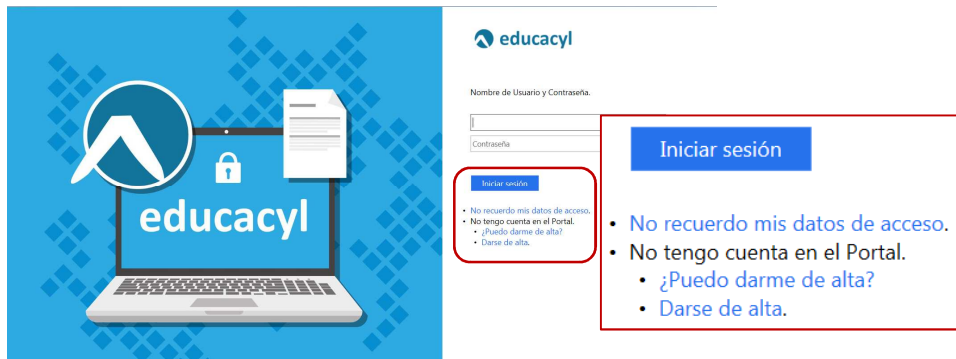 educacyl
educacyl
Nombre de Usuario y Contraseña.
Contraseña
Iniciar sesión
No recuerdo mis datos de acceso.
No tengo cuenta en el Portal.
¿Puedo darme de alta?
Darse de alta.
Iniciar sesión
No recuerdo mis datos de acceso.
No tengo cuenta en el Portal.
¿Puedo darme de alta?
Darse de alta.